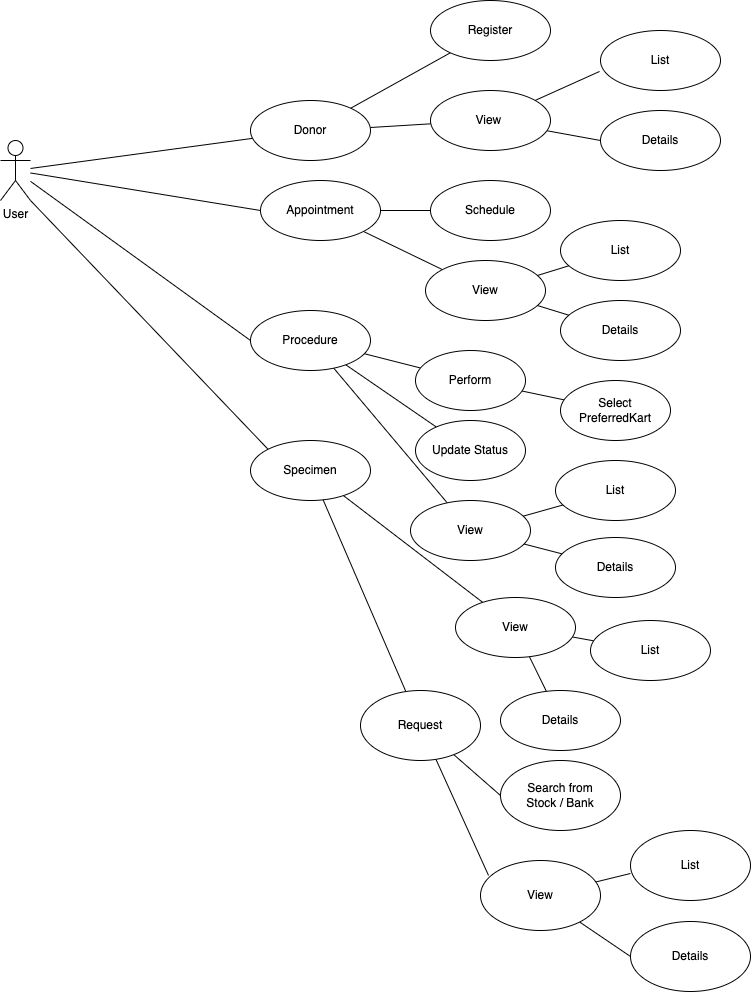 Register
List
Donor
View
Details
User
Appointment
Schedule
List
View
Details
Procedure
Perform
Select
PreferredKart
Update Status
Specimen
List
View
Details
View
List
Details
Request
Search from
Stock / Bank
List
View
Details